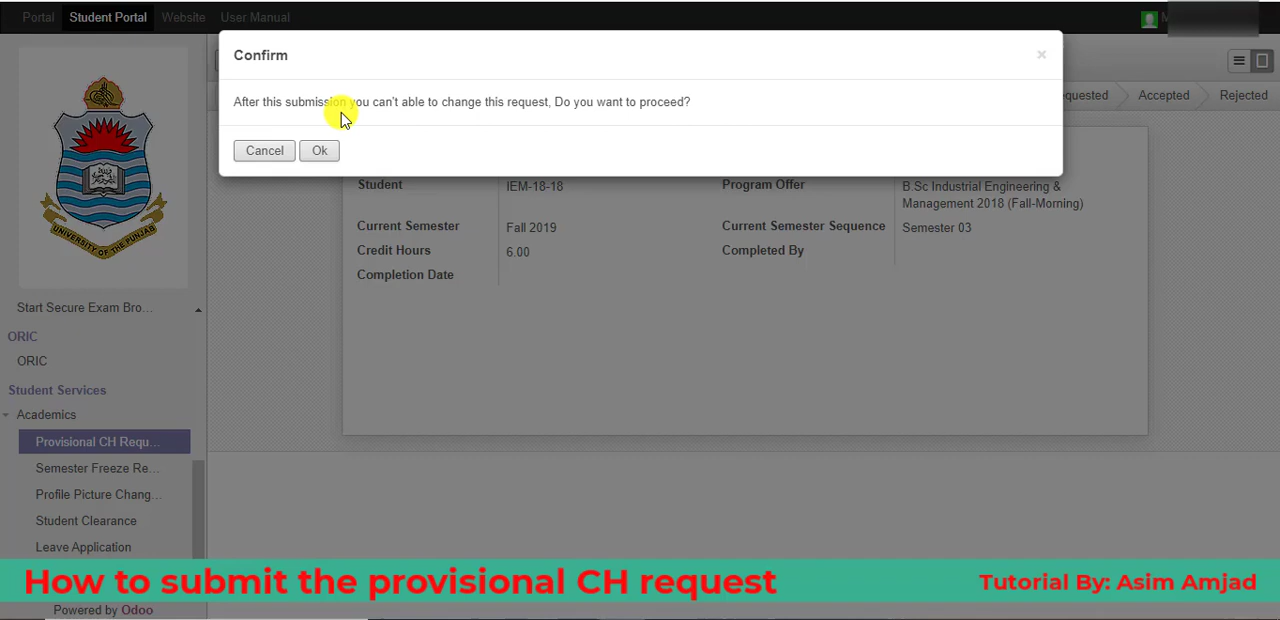 Portal Student Portal Website User Manual
Confirm ×
After this submission you can't able to change this request, Do you want to proceed?
Cancel Ok
quested Accepted Rejected
Student IEM-18-18 Program Offer B.Sc Industrial Engineering &
Management 2018 (Fall-Morning)
Current Semester Fall 2019 Current Semester Sequence Semester 03
Credit Hours 6.00 Completed By
Completion Date
UNIVERSITY OF THE PUNJAB
Start Secure Exam Bro...
ORIC
ORIC
Student Services
Academics
Provisional CH Requ...
Semester Freeze Re...
Profile Picture Chang...
Student Clearance
Leave Application
How to submit the provisional CH request Tutorial By: Asim Amjad
Powered by Odoo